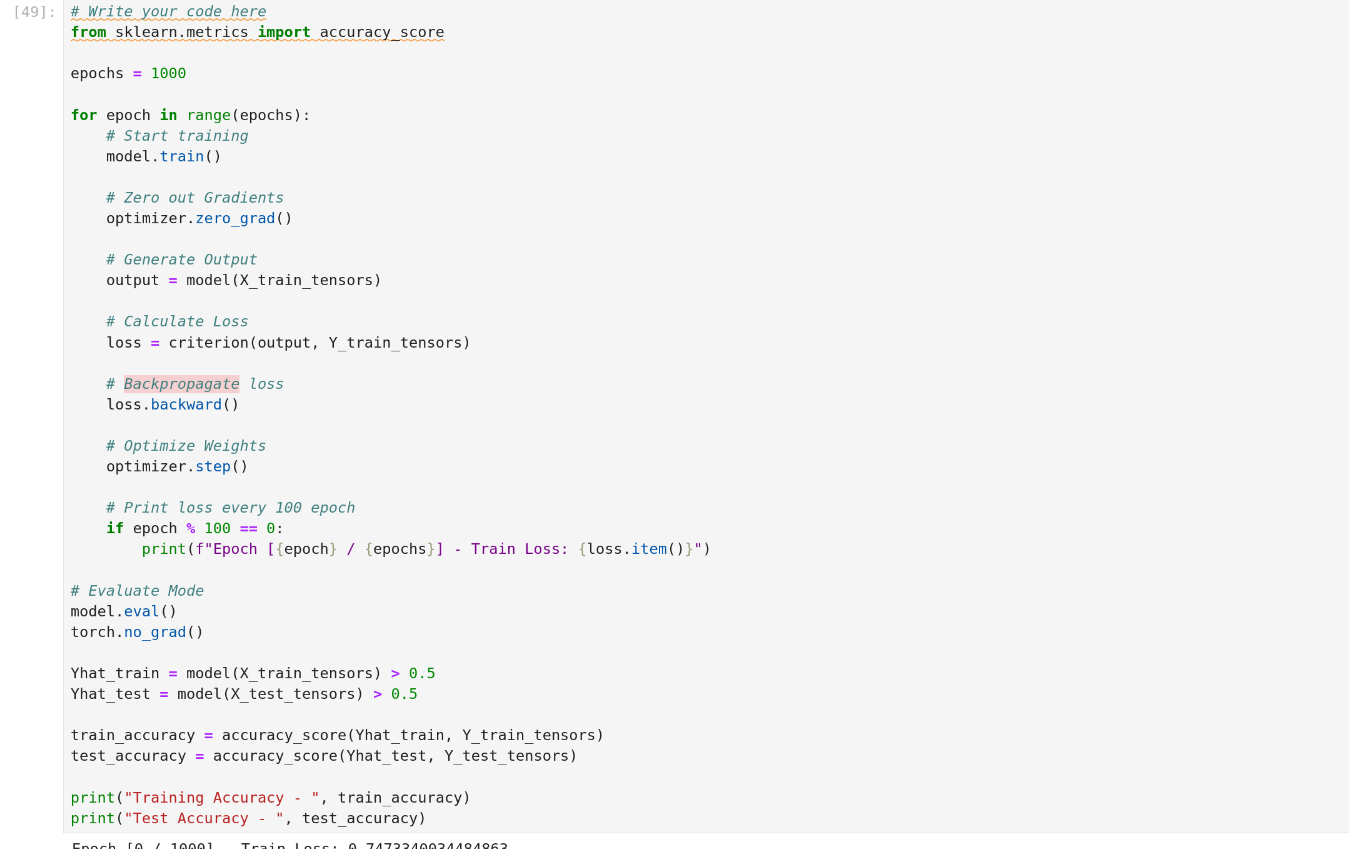 [49]:
# Write your code here
from sklearn.metrics import accuracy_score
epochs = 1000
for epoch in range(epochs):
    # Start training
    model.train()
    # Zero out Gradients
    optimizer.zero_grad()
    # Generate Output
    output = model(X_train_tensors)
    # Calculate Loss
    loss = criterion(output, Y_train_tensors)
    # Backpropagate loss
    loss.backward()
    # Optimize Weights
    optimizer.step()
    # Print loss every 100 epoch
    if epoch % 100 == 0:
        print(f"Epoch [{epoch} / {epochs}] - Train Loss: {loss.item()}")
# Evaluate Mode
model.eval()
torch.no_grad()
Yhat_train = model(X_train_tensors) > 0.5
Yhat_test = model(X_test_tensors) > 0.5
train_accuracy = accuracy_score(Yhat_train, Y_train_tensors)
test_accuracy = accuracy_score(Yhat_test, Y_test_tensors)
print("Training Accuracy - ", train_accuracy)
print("Test Accuracy - ", test_accuracy)
Epoch [0 / 1000] - Train Loss: 0.7473340034484863